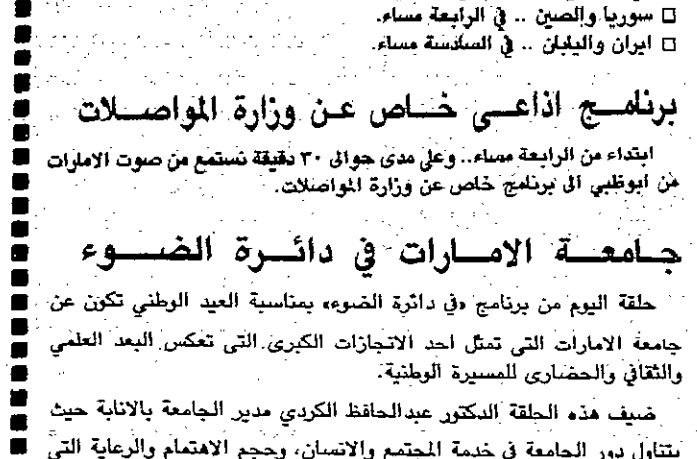 □ سوريا والصين .. في الرابعة مساء.
□ ايران واليابان .. في السادسة مساء.
برنامج اذاعي خاص عن وزارة المواصلات
ابتداء من الرابعة مساء.. وعلى مدى حوالى ٣٠ دقيقة نستمع من صوت الامارات
من أبوظبي الى برنامج خاص عن وزارة المواصلات.
جامعة الامارات في دائرة الضوء
حلقة اليوم من برنامج «في دائرة الضوء» بمناسبة العيد الوطني تكون عن
جامعة الامارات التى تمثل احد الانجازات الكبرى التى تعكس البعد العلمي
والثقافي والحضارى للمسيرة الوطنية.
ضيف هذه الحلقة الدكتور عبدالحافظ الكردي مدير الجامعة بالانابة حيث
يتناول دور الجامعة في خدمة المجتمع والانسان، وحجم الاهتمام والرعاية التي